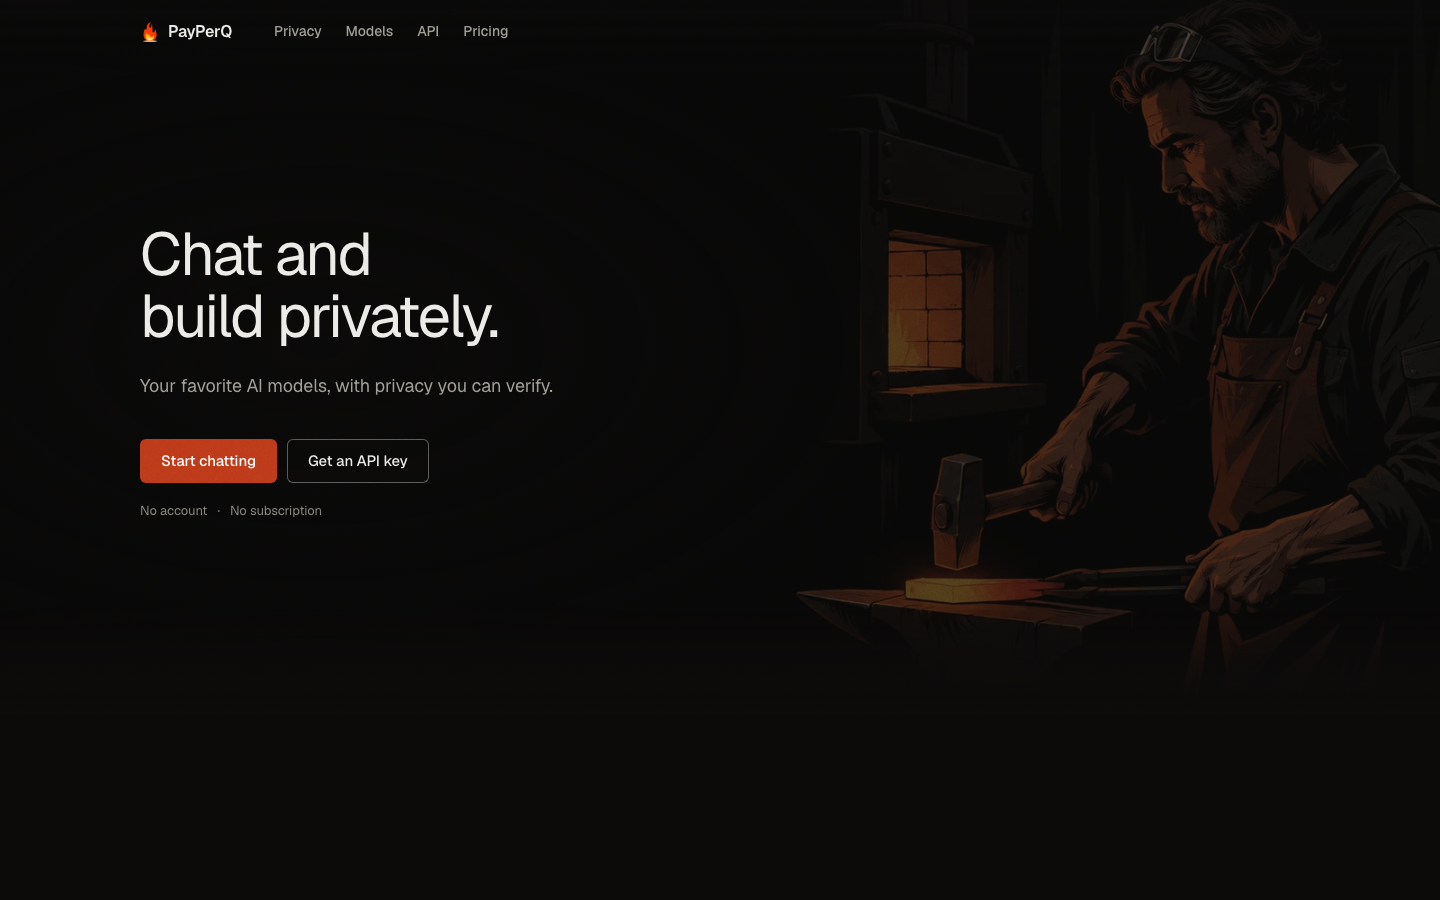 PayPerQ
Privacy
Models
API
Pricing
Chat and
build privately.
Your favorite AI models, with privacy you can verify.
Start chatting
Get an API key
No account · No subscription